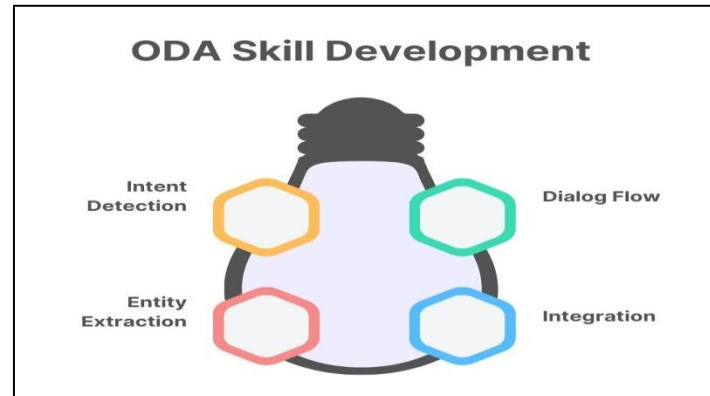 ODA Skill Development
Intent
Detection
Dialog Flow
Entity
Extraction
Integration